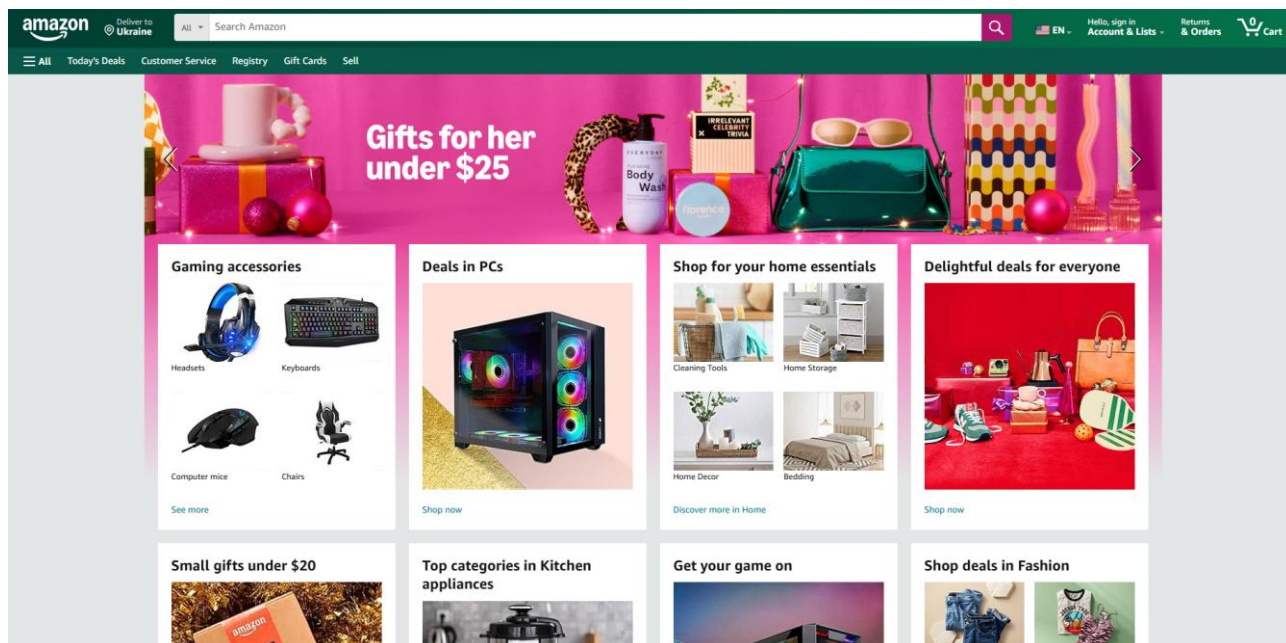 amazon
Deliver to
Ukraine
All
Search Amazon
EN
Hello, sign in
Account & Lists
Returns
& Orders
0
Cart
All
Today's Deals
Customer Service
Registry
Gift Cards
Sell
Gifts for her
under $25
IRRELEVANT
CELEBRITY
TRIVIA
EVERYDAY
Body
Wash
florence
Gaming accessories
Headsets
Keyboards
Computer mice
Chairs
See more
Deals in PCs
Shop now
Shop for your home essentials
Cleaning Tools
Home Storage
Home Decor
Bedding
Discover more in Home
Delightful deals for everyone
Shop now
Small gifts under $20
amazon
Top categories in Kitchen
appliances
Get your game on
Shop deals in Fashion